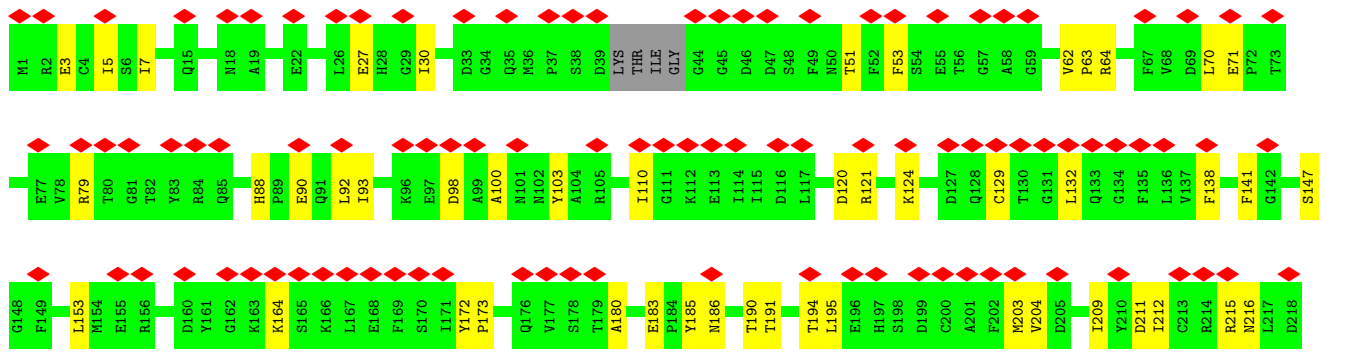 M1 R2 E3 C4 I5 S6 I7 Q15 N18 A19 E22 L26 E27 H28 G29 I30 D33 G34 Q35 M36 P37 S38 D39 LYS THR ILE GLY G44 G45 D46 D47 S48 F49 N50 T51 F52 F53 S54 E55 T56 G57 A58 G59 V62 P63 R64 F67 V68 D69 L70 E71 P72 T73
E77 V78 R79 T80 G81 T82 Y83 R84 Q85 H88 P89 E90 Q91 L92 I93 K96 E97 D98 A99 A100 N101 N102 Y103 A104 R105 I110 G111 K112 E113 I114 I115 D116 L117 D120 R121 K124 D127 Q128 C129 T130 G131 L132 Q133 G134 F135 L136 V137 F138 F141 G142 S147
G148 F149 L153 M154 E155 R156 D160 Y161 G162 K163 K164 S165 K166 L167 E168 F169 S170 I171 Y172 P173 Q176 V177 S178 T179 A180 E183 P184 Y185 N186 T190 T191 T194 L195 E196 H197 S198 D199 C200 A201 F202 M203 V204 D205 I209 Y210 D211 I212 C213 R214 R215 N216 L217 D218